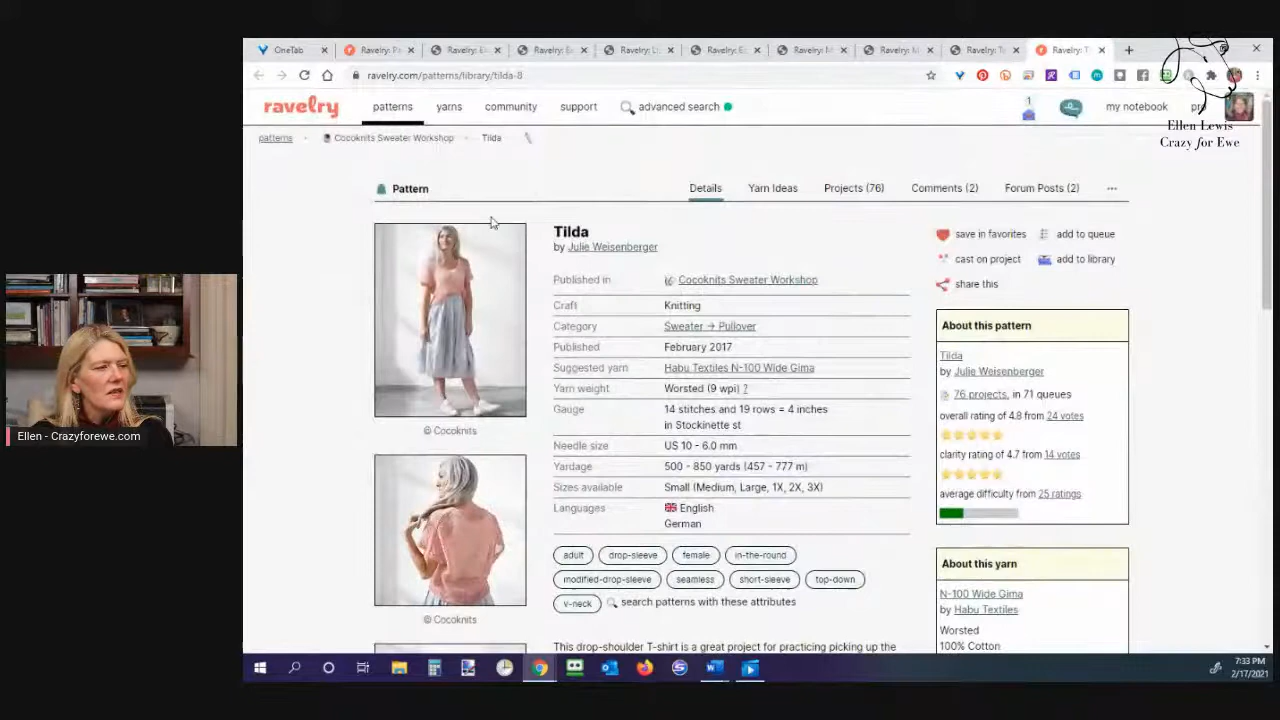 OneTab
Ravelry: P
Ravelry:
Ravelry:
Ravelry:
Ravelry:
Ravelry: M
Ravelry: M
Ravelry:
Ravelry: T
ravelry.com/patterns/library/tilda-8
ravelry
patterns
yarns
community
support
advanced search
1
my notebook
Ellen Lewis
Crazy for Ewe
patterns
Cocoknits Sweater Workshop
Tilda
Pattern
Details
Yarn Ideas
Projects (76)
Comments (2)
Forum Posts (2)
Tilda
by Julie Weisenberger
Published in Cocoknits Sweater Workshop
Craft Knitting
Category Sweater → Pullover
Published February 2017
Suggested yarn Habu Textiles N-100 Wide Gima
Yarn weight Worsted (9 wpi) ?
Gauge 14 stitches and 19 rows = 4 inches
in Stockinette st
Needle size US 10 - 6.0 mm
Yardage 500 - 850 yards (457 - 777 m)
Sizes available Small (Medium, Large, 1X, 2X, 3X)
Languages English
German
adult drop-sleeve female in-the-round
modified-drop-sleeve seamless short-sleeve top-down
v-neck search patterns with these attributes
This drop-shoulder T-shirt is a great project for practicing picking up the
© Cocoknits
© Cocoknits
save in favorites add to queue
cast on project add to library
share this
About this pattern
Tilda
by Julie Weisenberger
76 projects, in 71 queues
overall rating of 4.8 from 24 votes
clarity rating of 4.7 from 14 votes
average difficulty from 25 ratings
About this yarn
N-100 Wide Gima
by Habu Textiles
Worsted
100% Cotton
Ellen - Crazyforewe.com
7:33 PM
2/17/2021